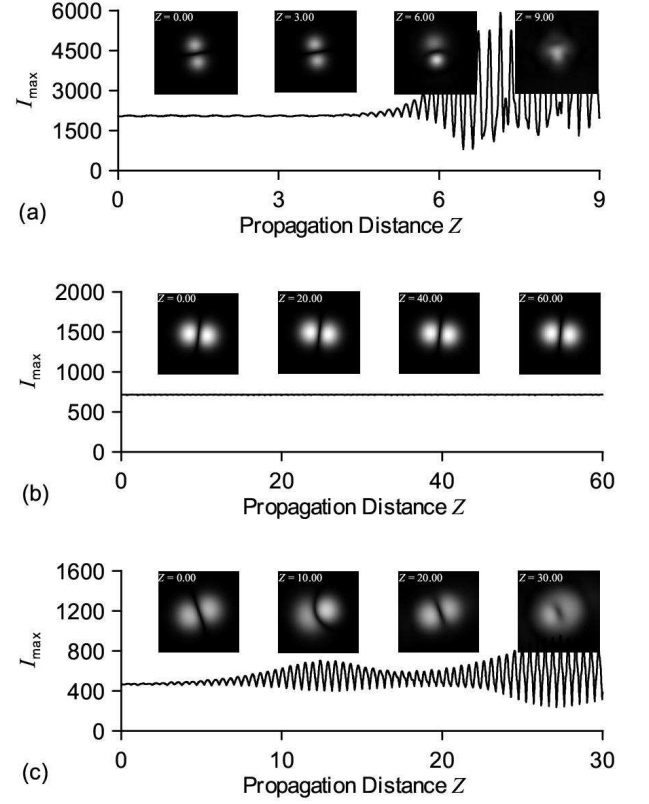 6000
Z = 0.00 Z = 3.00 Z = 6.00 Z = 9.00
4500
I max
3000
1500
0
0 3 6 9
(a)
Propagation Distance Z
2000
Z = 0.00 Z = 20.00 Z = 40.00 Z = 60.00
1500
I max
1000
500
0
0 20 40 60
(b)
Propagation Distance Z
1600
Z = 0.00 Z = 10.00 Z = 20.00 Z = 30.00
1200
I max
800
400
0
0 10 20 30
(c)
Propagation Distance Z